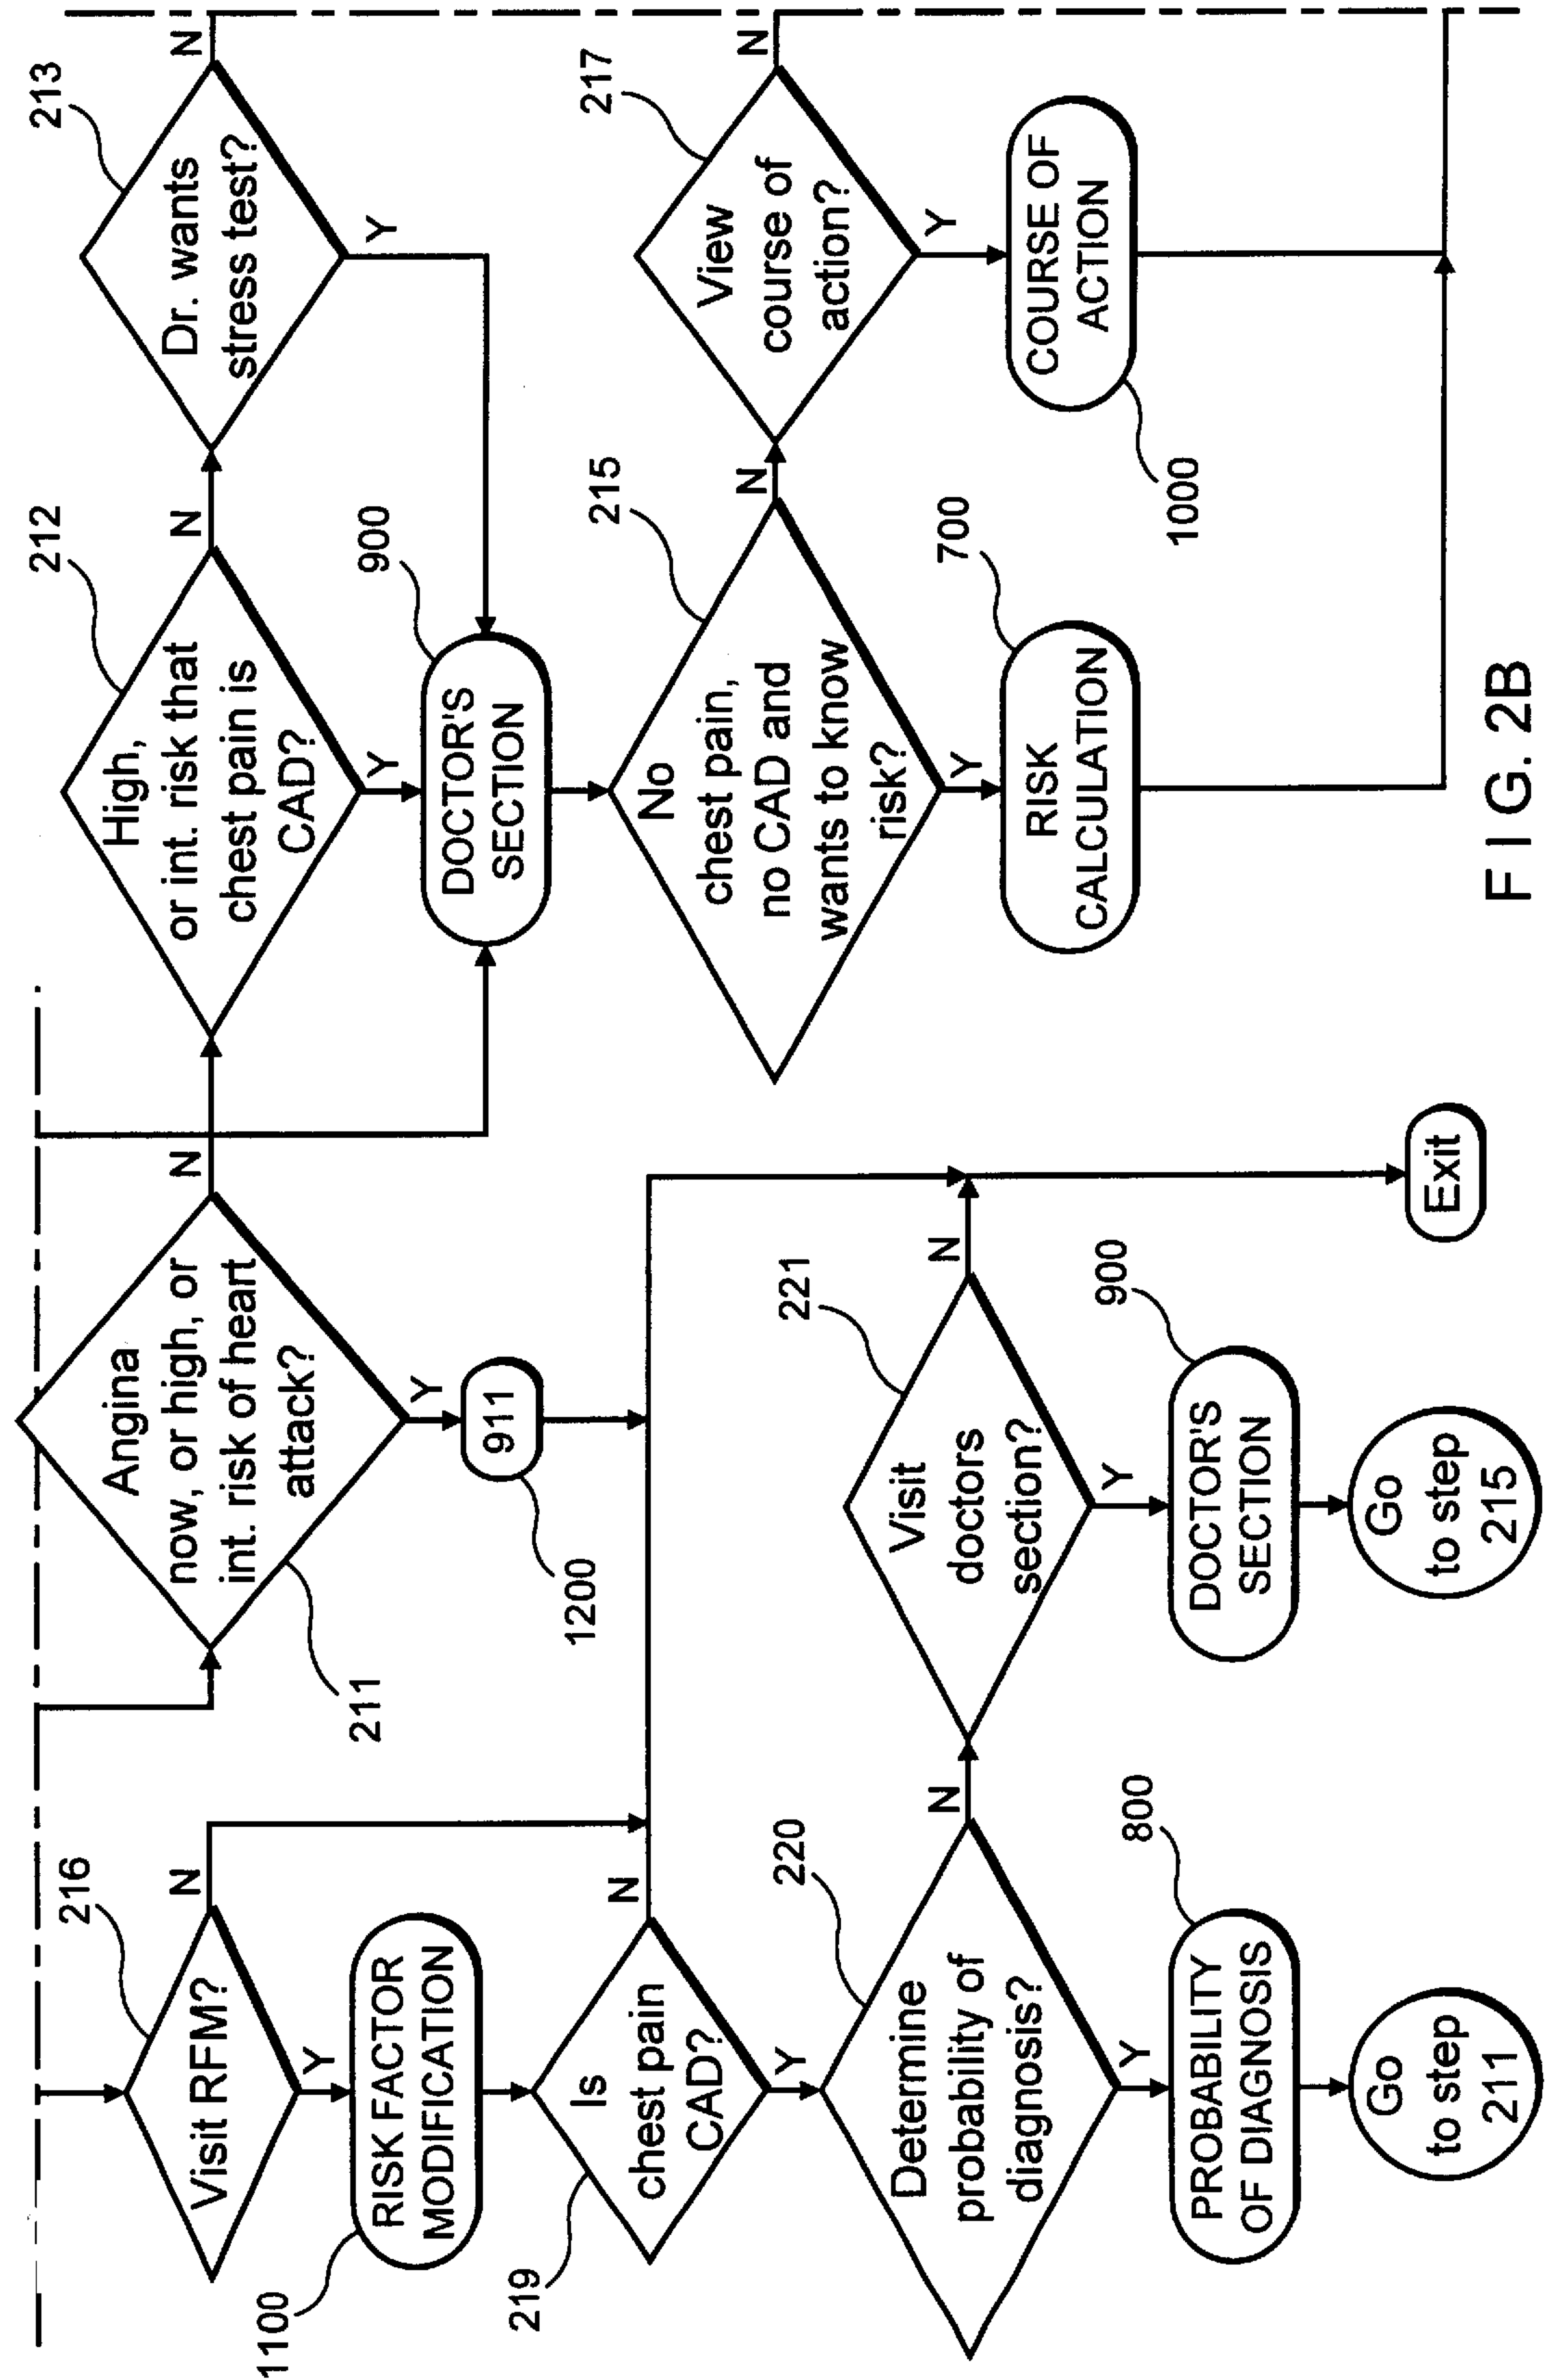 216
Visit RFM?
N
Y
1100
RISK FACTOR
MODIFICATION
219
Is
chest pain
CAD?
N
Y
220
Determine
probability of
diagnosis?
N
Y
800
PROBABILITY
OF DIAGNOSIS
Go
to step
211
211
Angina
now, or high, or
int. risk of heart
attack?
N
Y
911
1200
221
Visit
doctors
section?
N
Y
900
DOCTOR'S
SECTION
Go
to step
215
Exit
212
High,
or int. risk that
chest pain is
CAD?
N
Y
213
Dr. wants
stress test?
N
Y
900
DOCTOR'S
SECTION
215
No
chest pain,
no CAD and
wants to know
risk?
N
Y
700
RISK
CALCULATION
217
View
course of
action?
N
Y
COURSE OF
ACTION
1000
FIG. 2B